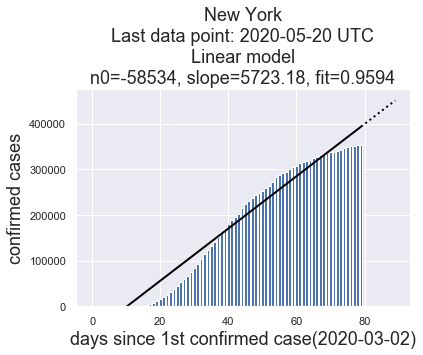 New York
Last data point: 2020-05-20 UTC
Linear model
n0=-58534, slope=5723.18, fit=0.9594
confirmed cases
400000
300000
200000
100000
0
0 20 40 60 80
days since 1st confirmed case(2020-03-02)